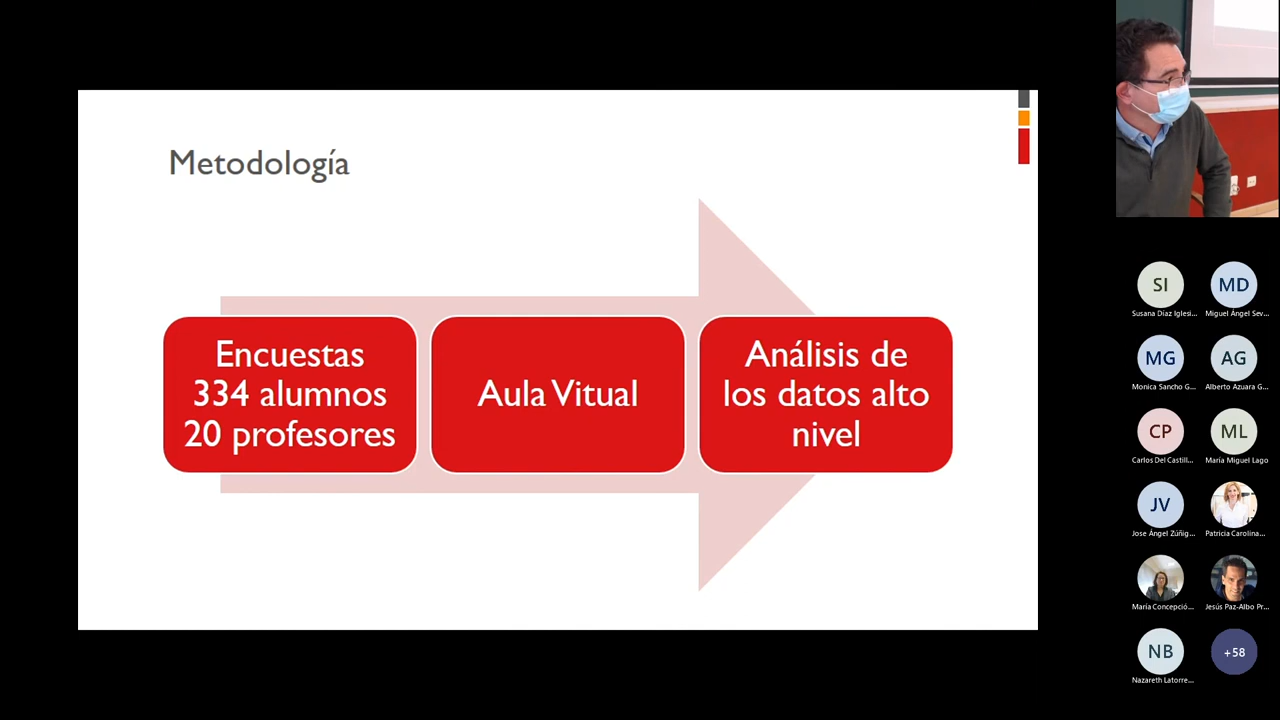 Metodología
Encuestas
334 alumnos
20 profesores
Aula Vitual
Análisis de
los datos alto
nivel
SI
Susana Díaz Iglesi...
MD
Miguel Ángel Sev...
MG
Monica Sancho G...
AG
Alberto Azuara G...
CP
Carlos Del Castill...
ML
María Miguel Lago
JV
Jose Ángel Zúñig...
Patricia Carolina...
María Concepció...
Jesús Paz-Albo Pr...
NB
Nazareth Latorre...
+58